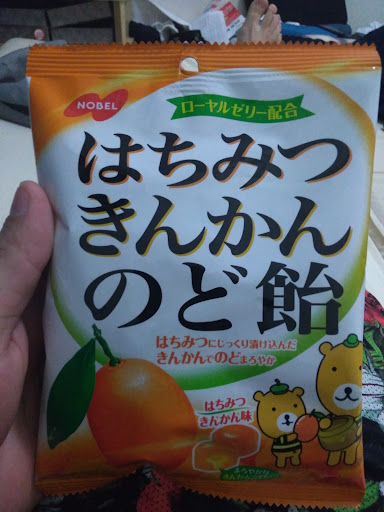 NOBEL
ローヤルゼリー配合
はちみつ
きんかん
のど飴
はちみつにじっくり漬け込んだ
きんかんでのどまろやか
はちみつ
きんかん味